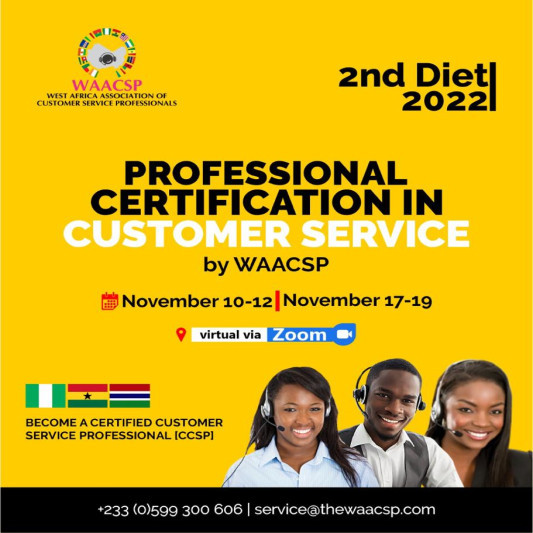 WAACSP
WEST AFRICA ASSOCIATION OF
CUSTOMER SERVICE PROFESSIONALS
2nd Diet
2022
PROFESSIONAL
CERTIFICATION IN
CUSTOMER SERVICE
by WAACSP
November 10-12 | November 17-19
virtual via Zoom
BECOME A CERTIFIED CUSTOMER
SERVICE PROFESSIONAL [CCSP]
+233 (0)599 300 606 | service@thewaacsp.com